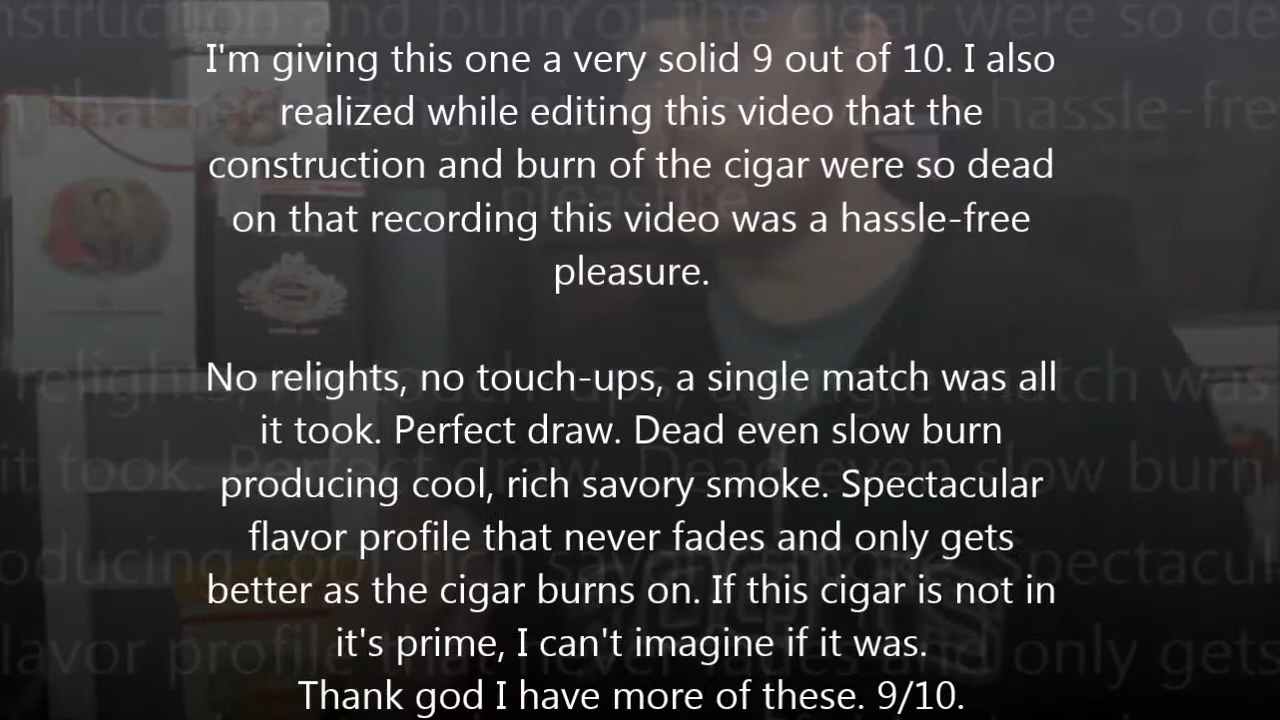 I'm giving this one a very solid 9 out of 10. I also
realized while editing this video that the
construction and burn of the cigar were so dead
on that recording this video was a hassle-free
pleasure.
No relights, no touch-ups, a single match was all
it took. Perfect draw. Dead even slow burn
producing cool, rich savory smoke. Spectacular
flavor profile that never fades and only gets
better as the cigar burns on. If this cigar is not in
it's prime, I can't imagine if it was.
Thank god I have more of these. 9/10.